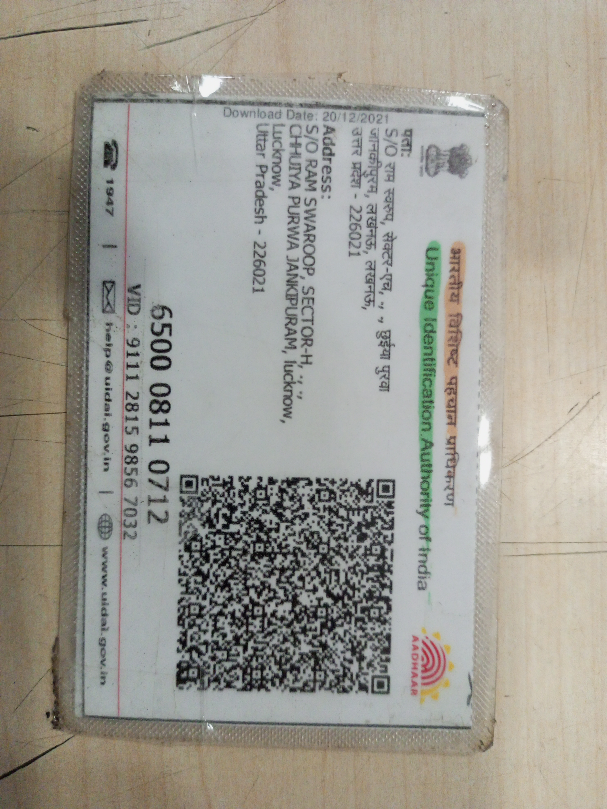 भारतीय विशिष्ट पहचान प्राधिकरण
Unique Identification Authority of India
AADHAAR
Download Date: 20/12/2021
पता:
S/O राम स्वरुप, सेक्टर-एच, ., ., छुईया पुरवा
जानकीपुरम, लखनऊ, लखनऊ,
उत्तर प्रदेश - 226021
Address:
S/O RAM SWAROOP, SECTOR-H, ., .,
CHHUIYA PURWA JANKIPURAM, lucknow,
Lucknow,
Uttar Pradesh - 226021
6500 0811 0712
VID : 9111 2815 9856 7032
1947 | help@uidai.gov.in | www.uidai.gov.in